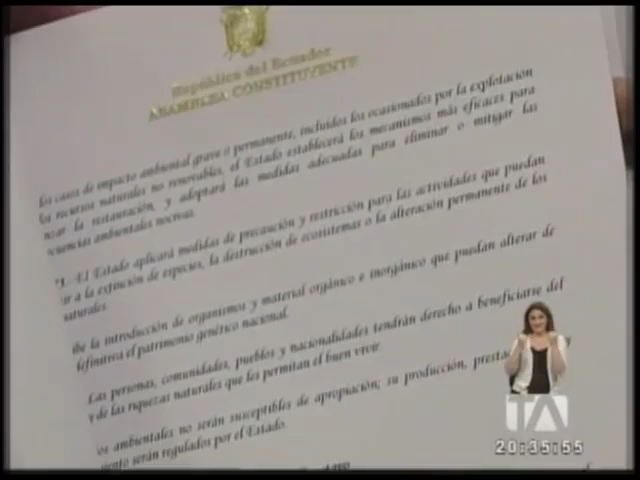 República del Ecuador
ASAMBLEA CONSTITUYENTE
los casos de impacto ambiental grave o permanente, incluidos los ocasionados por la explotación
los recursos naturales no renovables, el Estado establecerá los mecanismos más eficaces para
nzar la restauración, y adoptará las medidas adecuadas para eliminar o mitigar las
cuencias ambientales nocivas.
El Estado aplicará medidas de precaución y restricción para las actividades que puedan
ir a la extinción de especies, la destrucción de ecosistemas o la alteración permanente de los
naturales.
íbe la introducción de organismos y material orgánico e inorgánico que puedan alterar de
efinitiva el patrimonio genético nacional.
Las personas, comunidades, pueblos y nacionalidades tendrán derecho a beneficiarse del
y de las riquezas naturales que les permitan el buen vivir.
os ambientales no serán susceptibles de apropiación; su producción, presta
iento serán regulados por el Estado.
TA
20:35:55